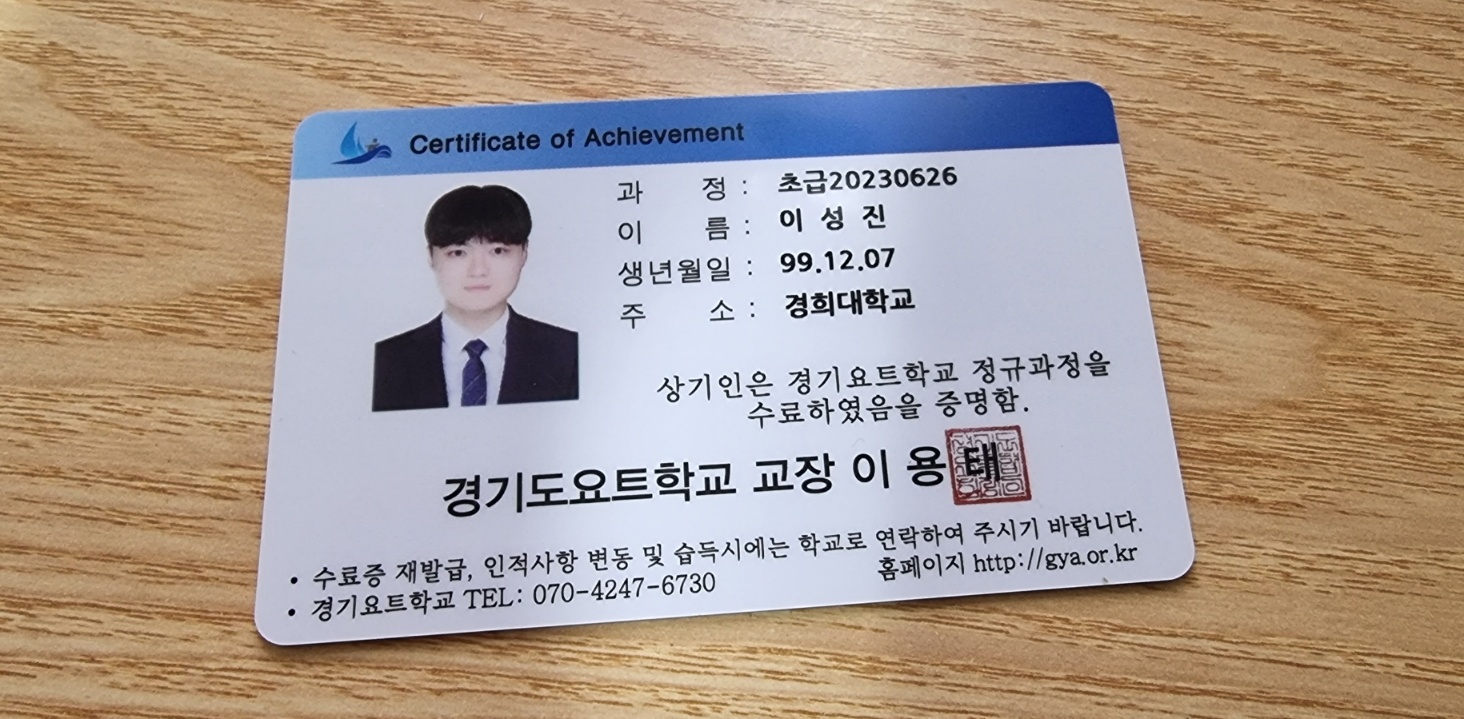 Certificate of Achievement
과 정 : 초급20230626
이 름 : 이 성 진
생년월일 : 99.12.07
주 소 : 경희대학교
상기인은 경기요트학교 정규과정을
수료하였음을 증명함.
경기도요트학교 교장 이 용 태
• 수료증 재발급, 인적사항 변동 및 습득시에는 학교로 연락하여 주시기 바랍니다.
• 경기요트학교 TEL: 070-4247-6730 홈페이지 http://gya.or.kr